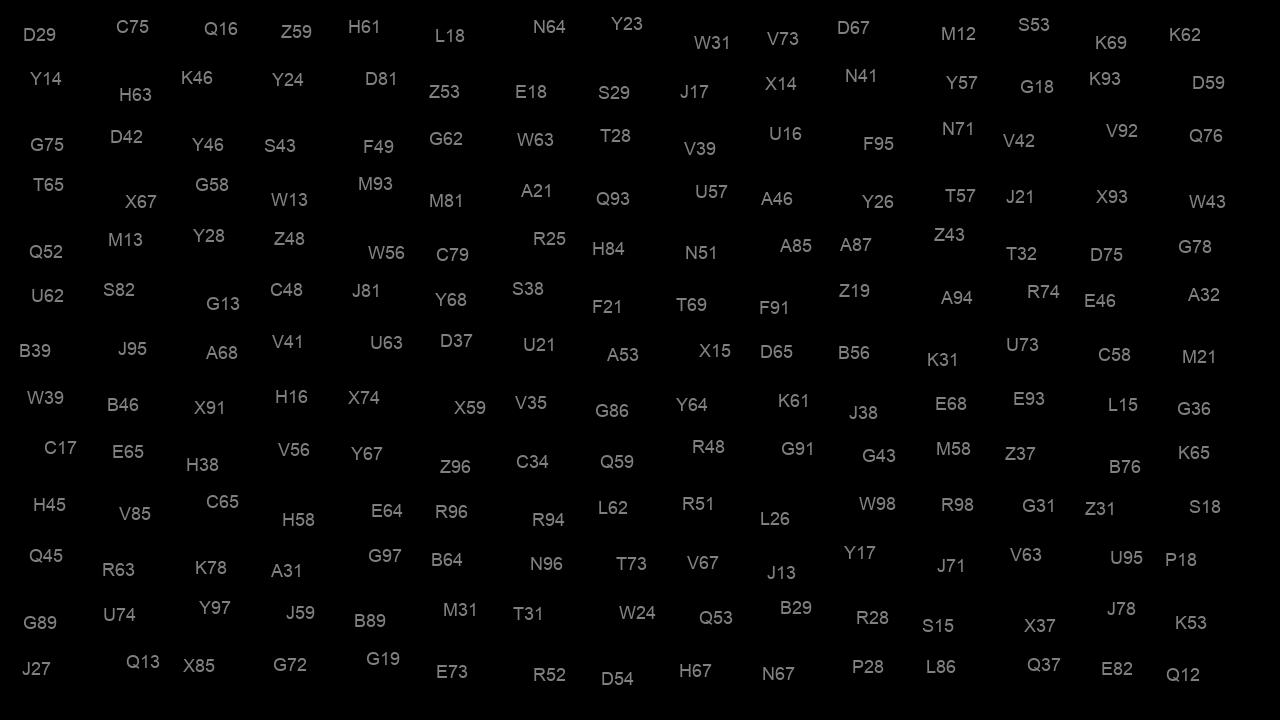 D29 C75 Q16 Z59 H61 L18 N64 Y23 W31 V73 D67 M12 S53 K69 K62
Y14 H63 K46 Y24 D81 Z53 E18 S29 J17 X14 N41 Y57 G18 K93 D59
G75 D42 Y46 S43 F49 G62 W63 T28 V39 U16 F95 N71 V42 V92 Q76
T65 X67 G58 W13 M93 M81 A21 Q93 U57 A46 Y26 T57 J21 X93 W43
Q52 M13 Y28 Z48 W56 C79 R25 H84 N51 A85 A87 Z43 T32 D75 G78
U62 S82 G13 C48 J81 Y68 S38 F21 T69 F91 Z19 A94 R74 E46 A32
B39 J95 A68 V41 U63 D37 U21 A53 X15 D65 B56 K31 U73 C58 M21
W39 B46 X91 H16 X74 X59 V35 G86 Y64 K61 J38 E68 E93 L15 G36
C17 E65 H38 V56 Y67 Z96 C34 Q59 R48 G91 G43 M58 Z37 B76 K65
H45 V85 C65 H58 E64 R96 R94 L62 R51 L26 W98 R98 G31 Z31 S18
Q45 R63 K78 A31 G97 B64 N96 T73 V67 J13 Y17 J71 V63 U95 P18
G89 U74 Y97 J59 B89 M31 T31 W24 Q53 B29 R28 S15 X37 J78 K53
J27 Q13 X85 G72 G19 E73 R52 D54 H67 N67 P28 L86 Q37 E82 Q12